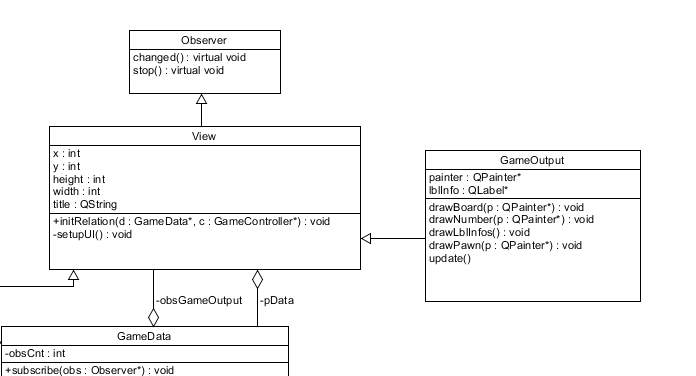 Observer
changed() : virtual void
stop() : virtual void
View
x : int
y : int
height : int
width : int
title : QString
+initRelation(d : GameData*, c : GameController*) : void
-setupUI() : void
GameOutput
painter : QPainter*
lblInfo : QLabel*
drawBoard(p : QPainter*) : void
drawNumber(p : QPainter*) : void
drawLblInfos() : void
drawPawn(p : QPainter*) : void
update()
-obsGameOutput
-pData
GameData
-obsCnt : int
+subscribe(obs : Observer*) : void